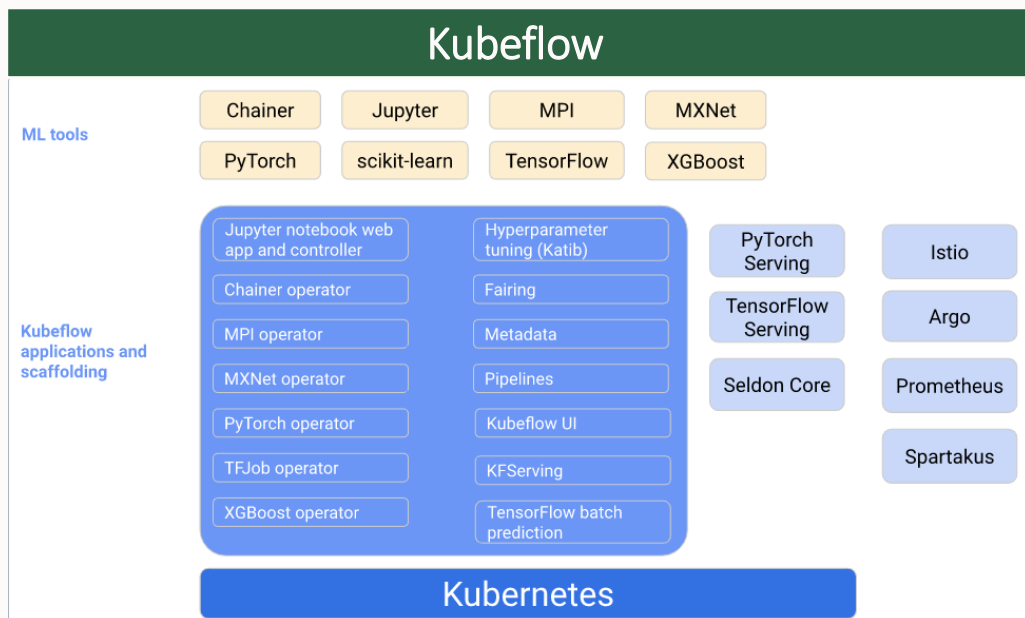 Kubeflow
ML tools
Chainer
Jupyter
MPI
MXNet
PyTorch
scikit-learn
TensorFlow
XGBoost
Kubeflow
applications and
scaffolding
Jupyter notebook web
app and controller
Chainer operator
MPI operator
MXNet operator
PyTorch operator
TFJob operator
XGBoost operator
Hyperparameter
tuning (Katib)
Fairing
Metadata
Pipelines
Kubeflow UI
KFServing
TensorFlow batch
prediction
PyTorch
Serving
TensorFlow
Serving
Seldon Core
Istio
Argo
Prometheus
Spartakus
Kubernetes